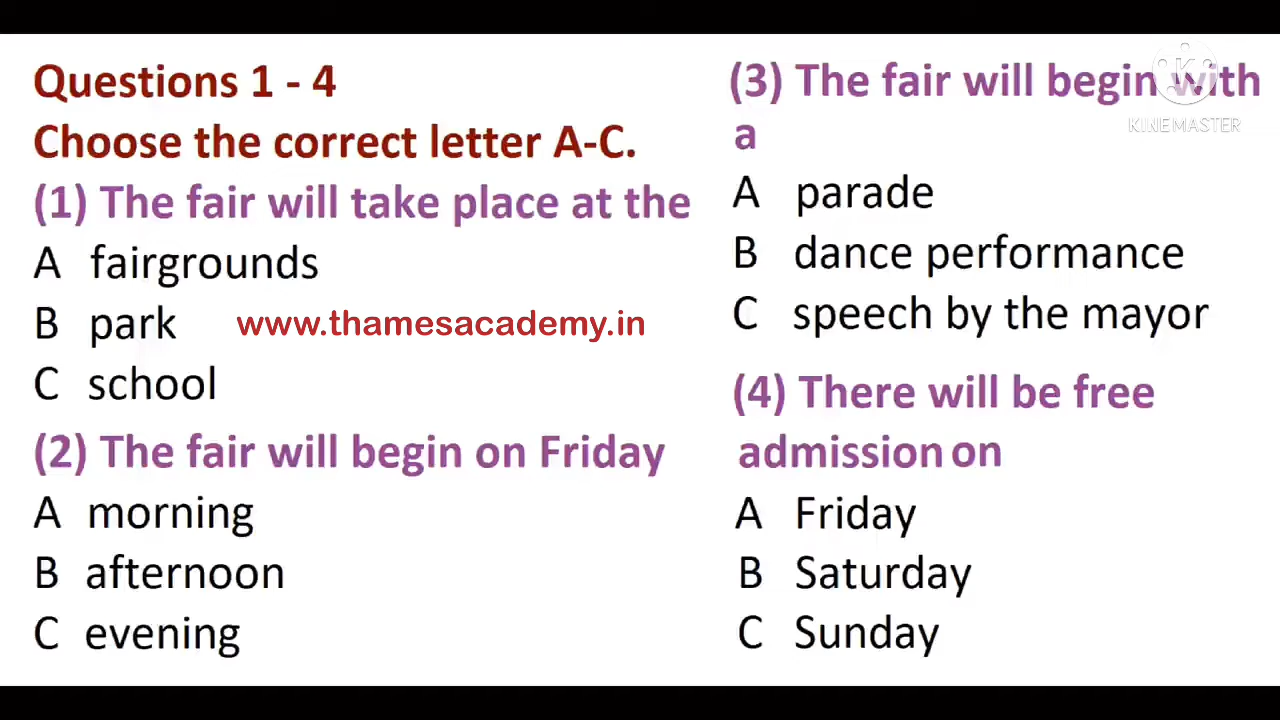 Questions 1 - 4
Choose the correct letter A-C.
(1) The fair will take place at the
A fairgrounds
B park
www.thamesacademy.in
C school
(2) The fair will begin on Friday
A morning
B afternoon
C evening
(3) The fair will begin with
a
A parade
B dance performance
C speech by the mayor
(4) There will be free
admission on
A Friday
B Saturday
C Sunday
K
KINEMASTER